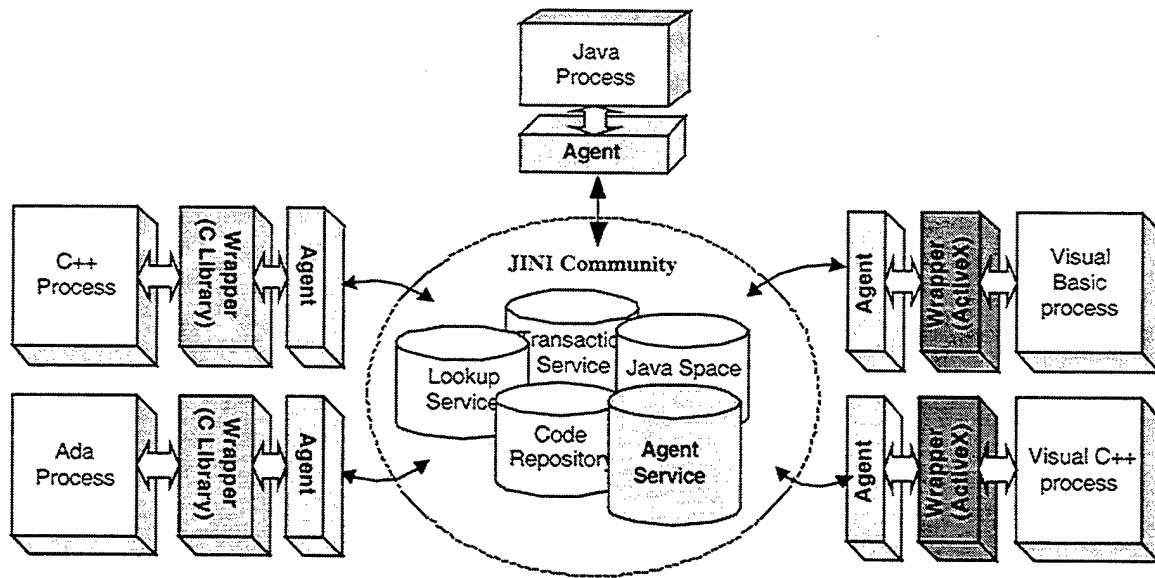 Java
Process
Agent
C++
Process
Wrapper
(C Library)
Agent
JINI Community
Transaction
Service
Lookup
Service
Java Space
Code
Repository
Agent
Service
Agent
Wrapper
(ActiveX)
Visual
Basic
process
Ada
Process
Wrapper
(C Library)
Agent
Agent
Wrapper
(ActiveX)
Visual C++
process